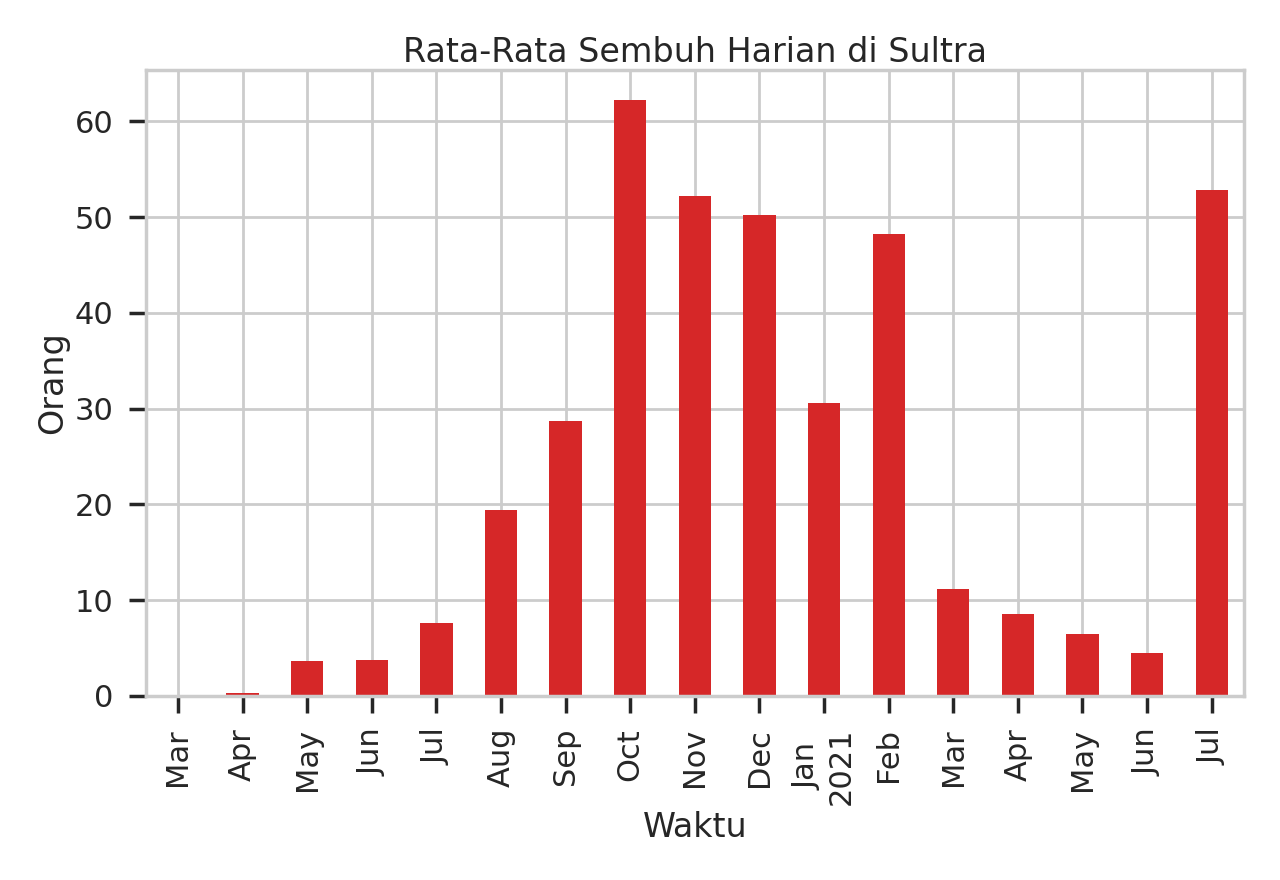 Rata-Rata Sembuh Harian di Sultra
60
50
40
30
20
10
0
Orang
Mar
Apr
May
Jun
Jul
Aug
Sep
Oct
Nov
Dec
Jan
2021
Feb
Mar
Apr
May
Jun
Jul
Waktu